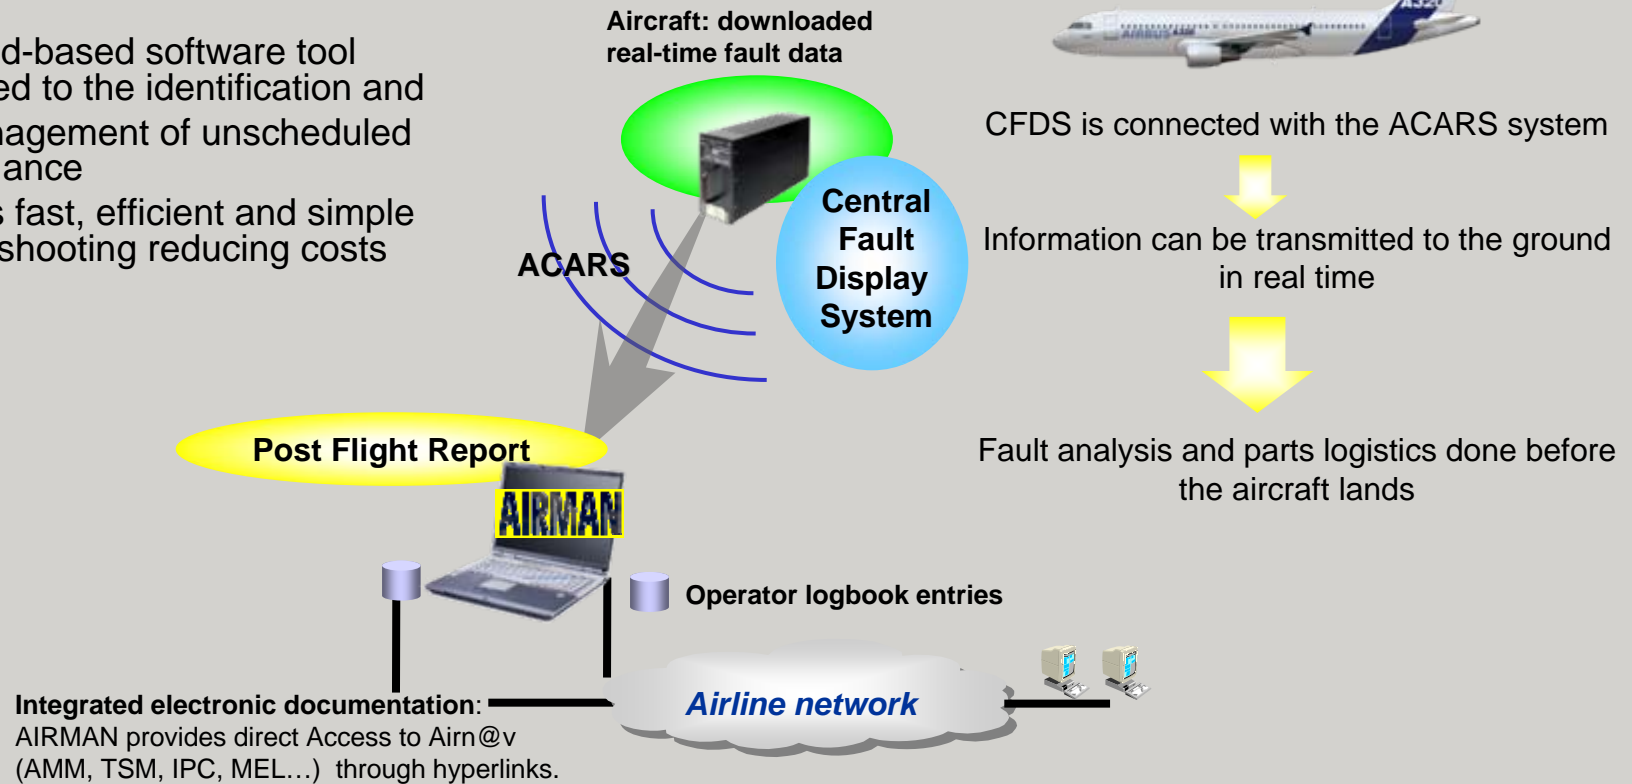 d-based software tool
ed to the identification and
nagement of unscheduled
ance
s fast, efficient and simple
shooting reducing costs
Aircraft: downloaded
real-time fault data
A320
AIRBUS A320
CFDS is connected with the ACARS system
Information can be transmitted to the ground
in real time
Fault analysis and parts logistics done before
the aircraft lands
Central
Fault
Display
System
ACARS
Post Flight Report
AIRMAN
Operator logbook entries
Airline network
Integrated electronic documentation:
AIRMAN provides direct Access to Airn@v
(AMM, TSM, IPC, MEL…) through hyperlinks.